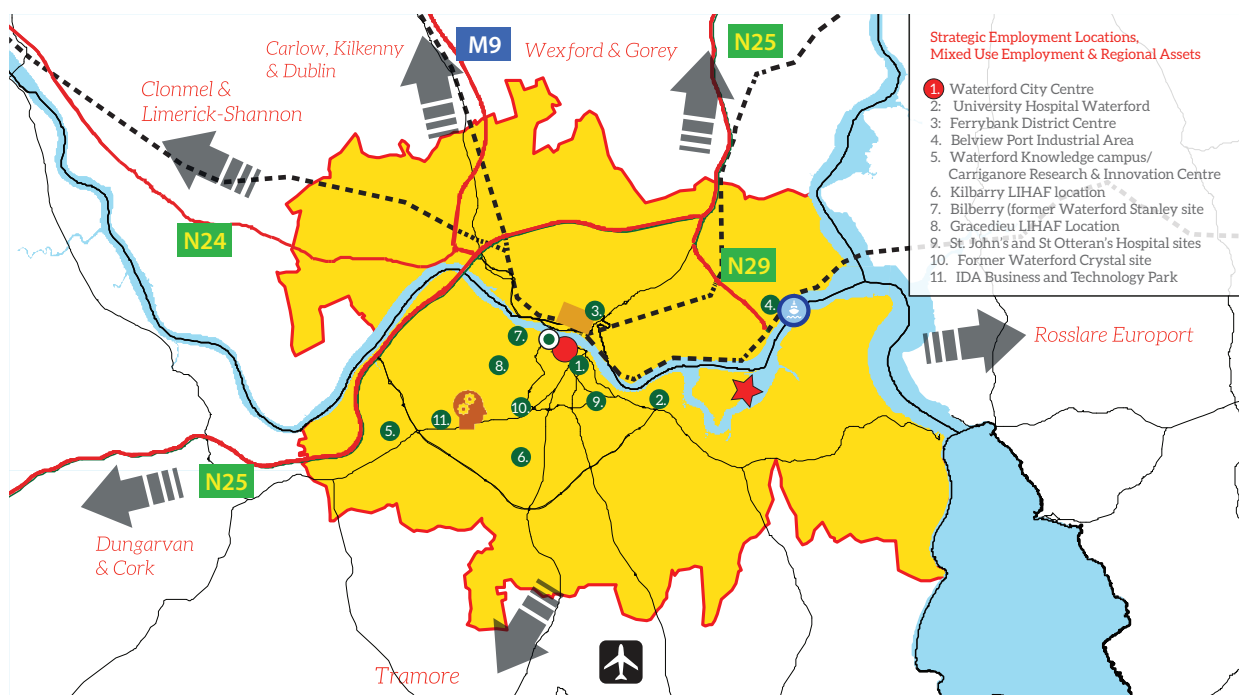 Carlow, Kilkenny
& Dublin
M9
Wexford & Gorey
N25
Clonmel &
Limerick-Shannon
N24
N29
Strategic Employment Locations,
Mixed Use Employment & Regional Assets
1. Waterford City Centre
2: University Hospital Waterford
3: Ferrybank District Centre
4. Belview Port Industrial Area
5. Waterford Knowledge campus/
Carriganore Research & Innovation Centre
6. Kilbarry LIHAF location
7. Bilberry (former Waterford Stanley site
8. Gracedieu LIHAF Location
9. St. John's and St Otteran's Hospital sites
10. Former Waterford Crystal site
11. IDA Business and Technology Park
3.
4.
7.
8.
1.
Rosslare Europort
11.
10.
9.
2.
5.
6.
N25
Dungarvan
& Cork
Tramore